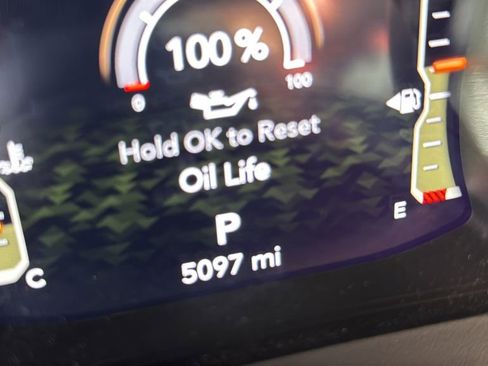 100%
0
100
Hold OK to Reset
Oil Life
P
5097 mi
E
C